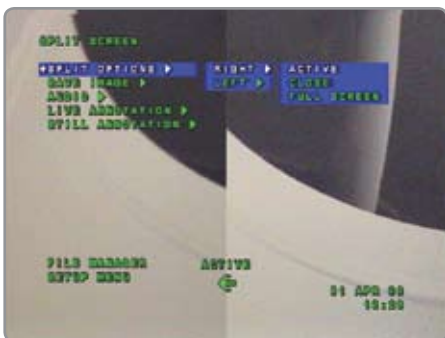 SPLIT SCREEN
SPLIT OPTIONS RIGHT ACTIVE
SAVE IMAGE LEFT CLOSE
AUDIO FULL SCREEN
LIVE ANNOTATION
STILL ANNOTATION
FILE MANAGER ACTIVE
SETUP MENU
APR